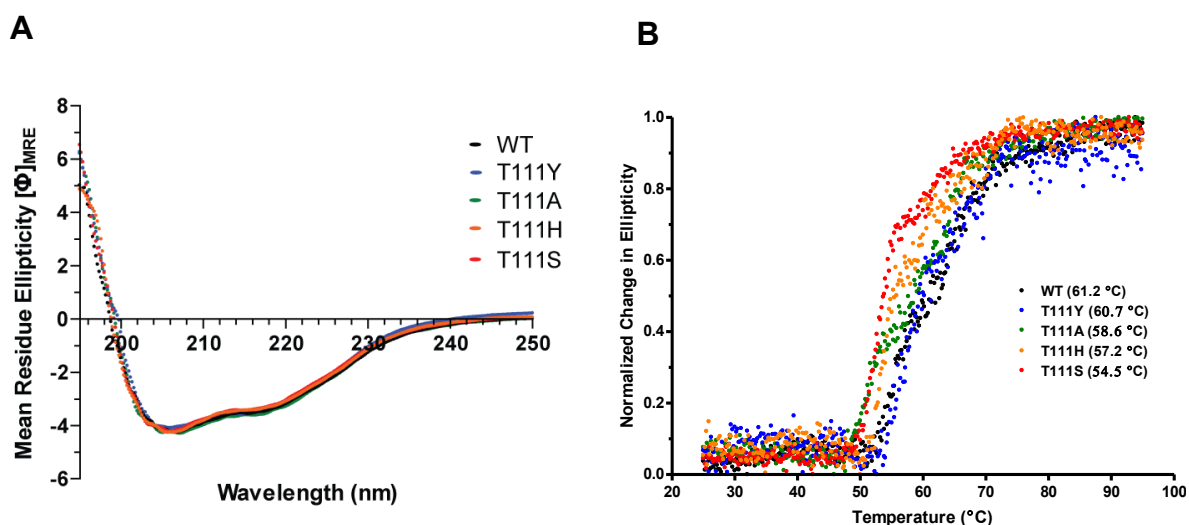 A
Mean Residue Ellipticity [Φ]MRE
8
6
4
2
0
-2
-4
-6
200 210 220 230 240 250
Wavelength (nm)
WT
T111Y
T111A
T111H
T111S
B
Normalized Change in Ellipticity
1.0
0.8
0.6
0.4
0.2
0.0
20 30 40 50 60 70 80 90 100
Temperature (°C)
WT (61.2 °C)
T111Y (60.7 °C)
T111A (58.6 °C)
T111H (57.2 °C)
T111S (54.5 °C)